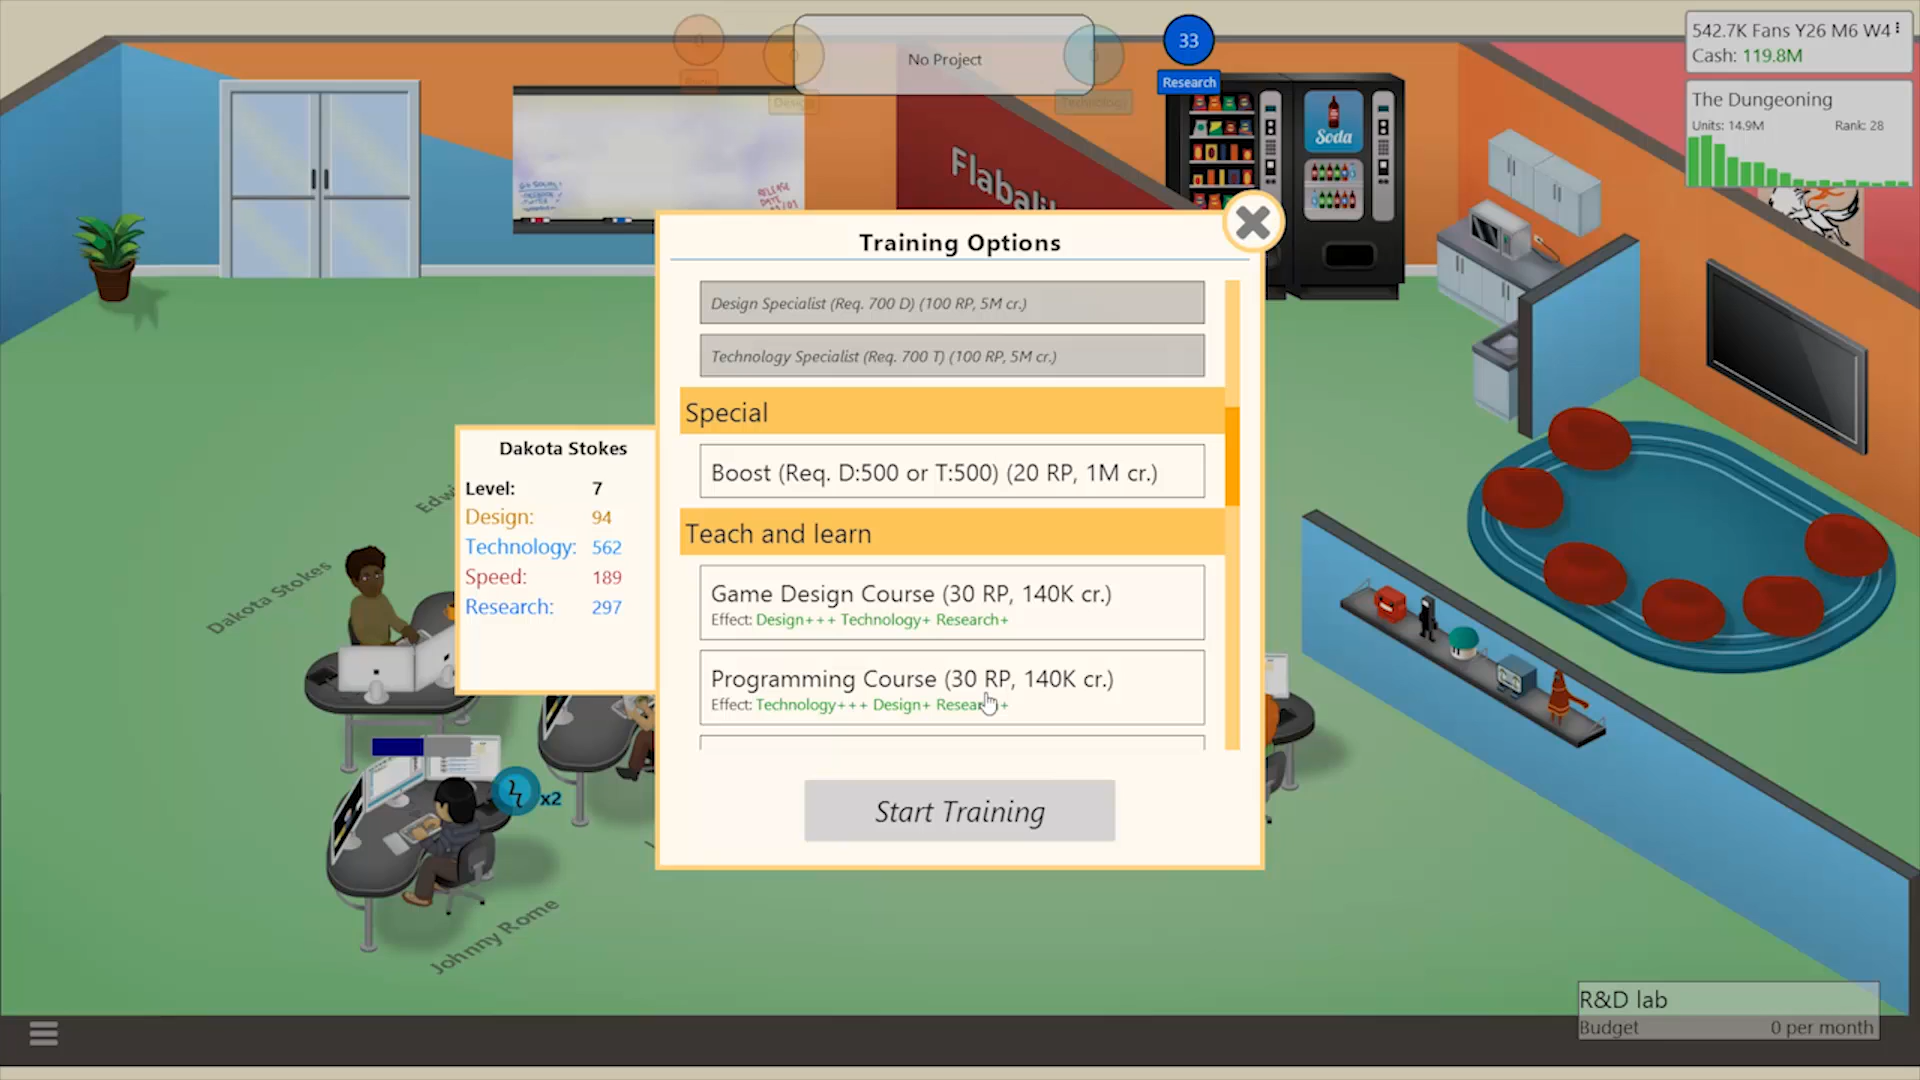 542.7K Fans Y26 M6 W4
Cash: 119.8M
No Project
33
Research
Design
Technology
The Dungeoning
Units: 14.9M Rank: 28
Soda
RELEASE
DATE
Training Options
Design Specialist (Req. 700 D) (100 RP, 5M cr.)
Technology Specialist (Req. 700 T) (100 RP, 5M cr.)
Special
Boost (Req. D:500 or T:500) (20 RP, 1M cr.)
Teach and learn
Game Design Course (30 RP, 140K cr.)
Effect: Design+++ Technology+ Research+
Programming Course (30 RP, 140K cr.)
Effect: Technology+++ Design+
Start Training
Dakota Stokes
Level: 7
Design: 94
Technology: 562
Speed: 189
Research: 297
Dakota Stokes
x2
Johnny Rome
R&D lab
Budget 0 per month